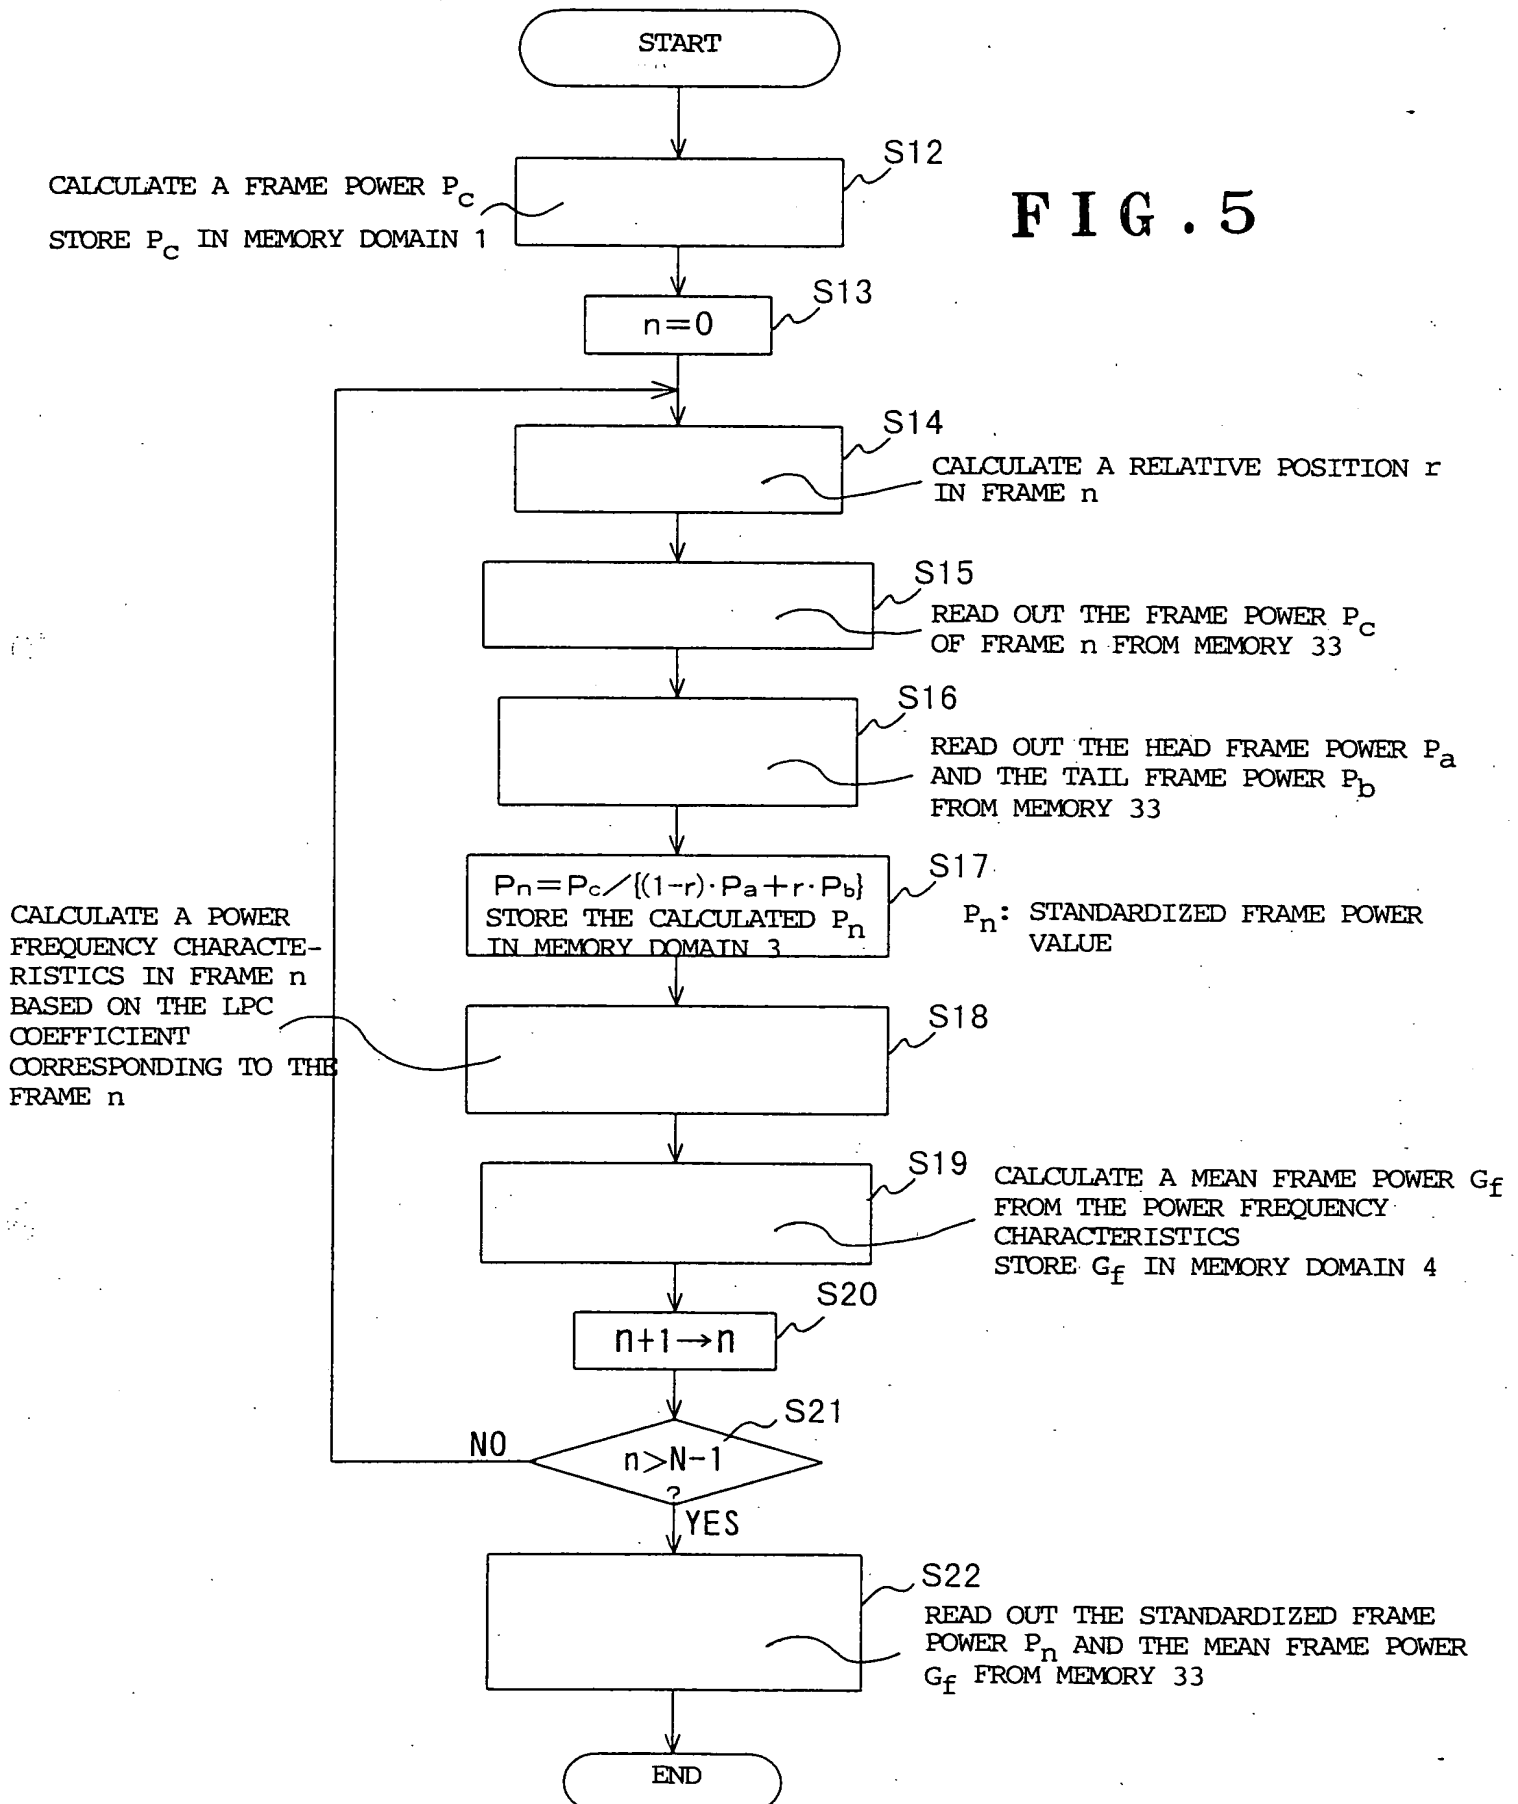 START
S12
CALCULATE A FRAME POWER Pc
STORE Pc IN MEMORY DOMAIN 1
FIG.5
S13
n=0
S14
CALCULATE A RELATIVE POSITION r
IN FRAME n
S15
READ OUT THE FRAME POWER Pc
OF FRAME n FROM MEMORY 33
S16
READ OUT THE HEAD FRAME POWER Pa
AND THE TAIL FRAME POWER Pb
FROM MEMORY 33
S17
Pn=Pc/{(1-r)·Pa+r·Pb}
STORE THE CALCULATED Pn
IN MEMORY DOMAIN 3
Pn: STANDARDIZED FRAME POWER
VALUE
CALCULATE A POWER
FREQUENCY CHARACTE-
RISTICS IN FRAME n
BASED ON THE LPC
COEFFICIENT
CORRESPONDING TO THE
FRAME n
S18
S19
CALCULATE A MEAN FRAME POWER Gf
FROM THE POWER FREQUENCY
CHARACTERISTICS
STORE Gf IN MEMORY DOMAIN 4
S20
n+1→n
S21
NO
n>N-1
?
YES
S22
READ OUT THE STANDARDIZED FRAME
POWER Pn AND THE MEAN FRAME POWER
Gf FROM MEMORY 33
END